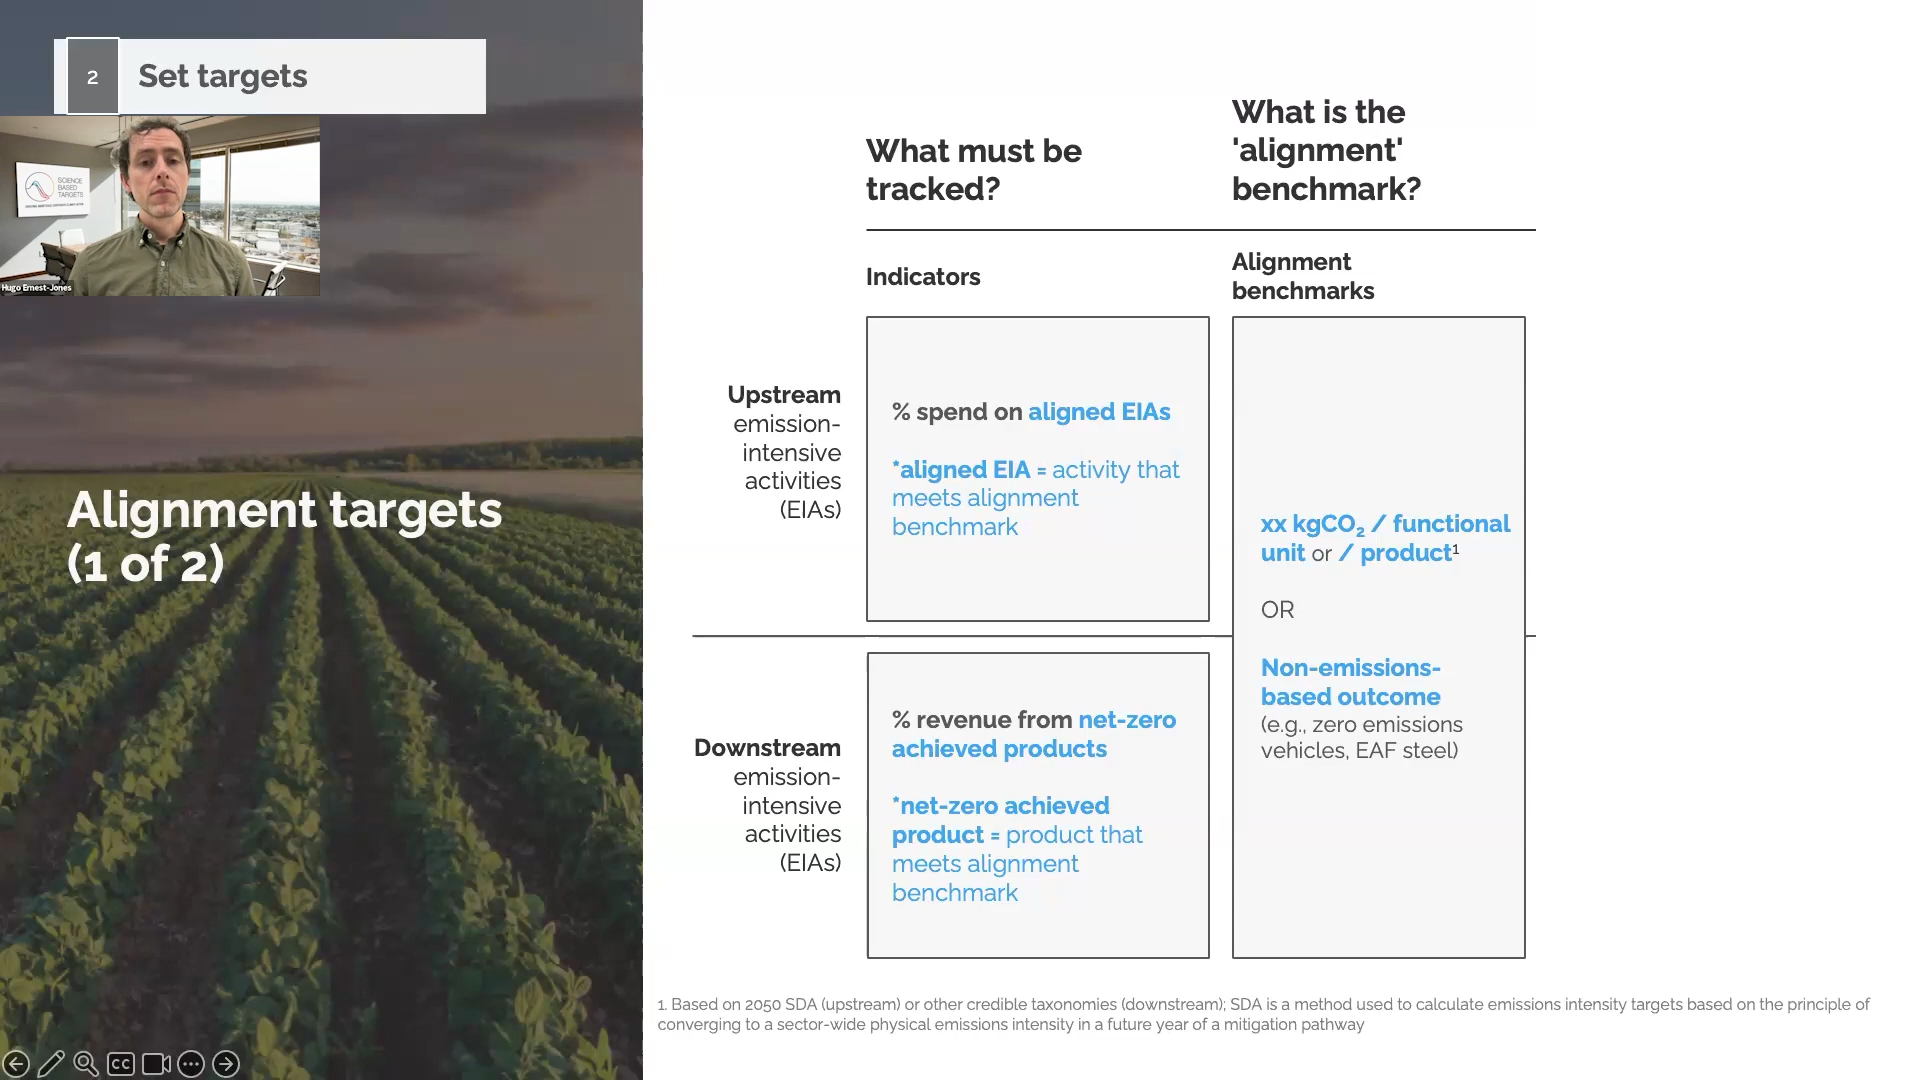 2
Set targets
SCIENCE
BASED
TARGETS
Hugo Ernest-Jones
Alignment targets
(1 of 2)
What must be
tracked?
What is the
'alignment'
benchmark?
Indicators
Alignment
benchmarks
Upstream
emission-
intensive
activities
(EIAs)
% spend on aligned EIAs
*aligned EIA = activity that
meets alignment
benchmark
xx kgCO₂ / functional
unit or / product¹
OR
Non-emissions-
based outcome
(e.g., zero emissions
vehicles, EAF steel)
Downstream
emission-
intensive
activities
(EIAs)
% revenue from net-zero
achieved products
*net-zero achieved
product = product that
meets alignment
benchmark
1. Based on 2050 SDA (upstream) or other credible taxonomies (downstream); SDA is a method used to calculate emissions intensity targets based on the principle of
converging to a sector-wide physical emissions intensity in a future year of a mitigation pathway
CC